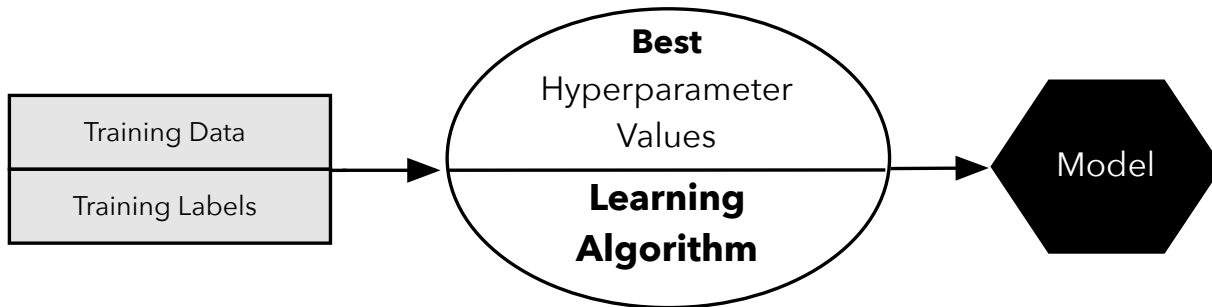 Training Data
Training Labels
Best
Hyperparameter
Values
Learning
Algorithm
Model